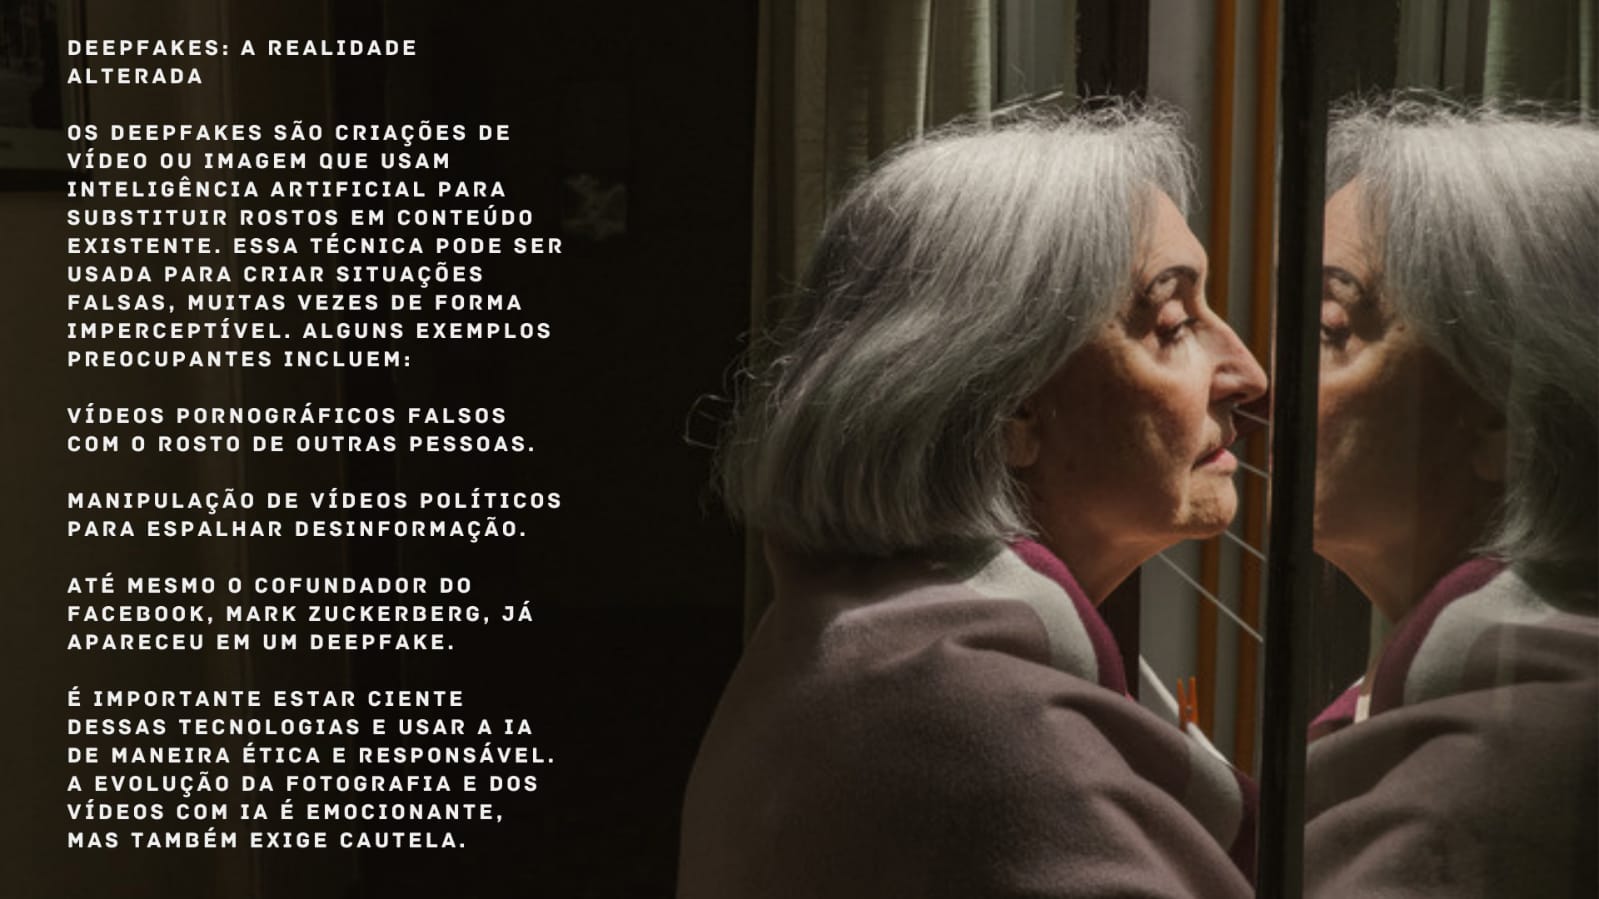 DEEPFAKES: A REALIDADE
ALTERADA
OS DEEPFAKES SÃO CRIAÇÕES DE
VÍDEO OU IMAGEM QUE USAM
INTELIGÊNCIA ARTIFICIAL PARA
SUBSTITUIR ROSTOS EM CONTEÚDO
EXISTENTE. ESSA TÉCNICA PODE SER
USADA PARA CRIAR SITUAÇÕES
FALSAS, MUITAS VEZES DE FORMA
IMPERCEPTÍVEL. ALGUNS EXEMPLOS
PREOCUPANTES INCLUEM:
VÍDEOS PORNOGRÁFICOS FALSOS
COM O ROSTO DE OUTRAS PESSOAS.
MANIPULAÇÃO DE VÍDEOS POLÍTICOS
PARA ESPALHAR DESINFORMAÇÃO.
ATÉ MESMO O COFUNDADOR DO
FACEBOOK, MARK ZUCKERBERG, JÁ
APARECEU EM UM DEEPFAKE.
É IMPORTANTE ESTAR CIENTE
DESSAS TECNOLOGIAS E USAR A IA
DE MANEIRA ÉTICA E RESPONSÁVEL.
A EVOLUÇÃO DA FOTOGRAFIA E DOS
VÍDEOS COM IA É EMOCIONANTE,
MAS TAMBÉM EXIGE CAUTELA.